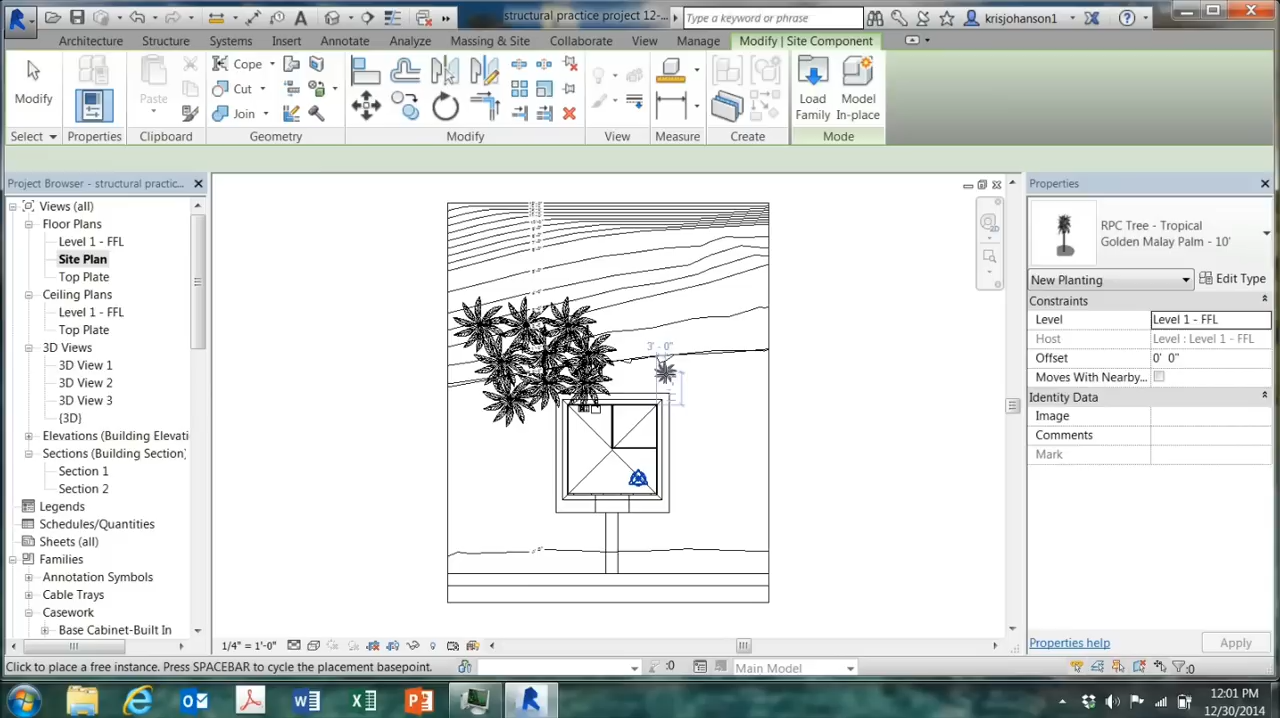 structural practice project 12-...
Type a keyword or phrase
krisjohanson1
Architecture Structure Systems Insert Annotate Analyze Massing & Site Collaborate View Manage Modify | Site Component
Modify
Paste
Cope
Cut
Join
Load Family
Model In-place
Select Properties Clipboard Geometry Modify View Measure Create Mode
Project Browser - structural practic...
Views (all)
Floor Plans
Level 1 - FFL
Site Plan
Top Plate
Ceiling Plans
Level 1 - FFL
Top Plate
3D Views
3D View 1
3D View 2
3D View 3
{3D}
Elevations (Building Elevati
Sections (Building Section)
Section 1
Section 2
Legends
Schedules/Quantities
Sheets (all)
Families
Annotation Symbols
Cable Trays
Casework
Base Cabinet-Built In
3' - 0"
Properties
RPC Tree - Tropical
Golden Malay Palm - 10'
New Planting Edit Type
Constraints
Level Level 1 - FFL
Host Level : Level 1 - FFL
Offset 0' 0"
Moves With Nearby...
Identity Data
Image
Comments
Mark
Properties help Apply
1/4" = 1'-0"
Click to place a free instance. Press SPACEBAR to cycle the placement basepoint.
:0
Main Model
:0
12:01 PM
12/30/2014